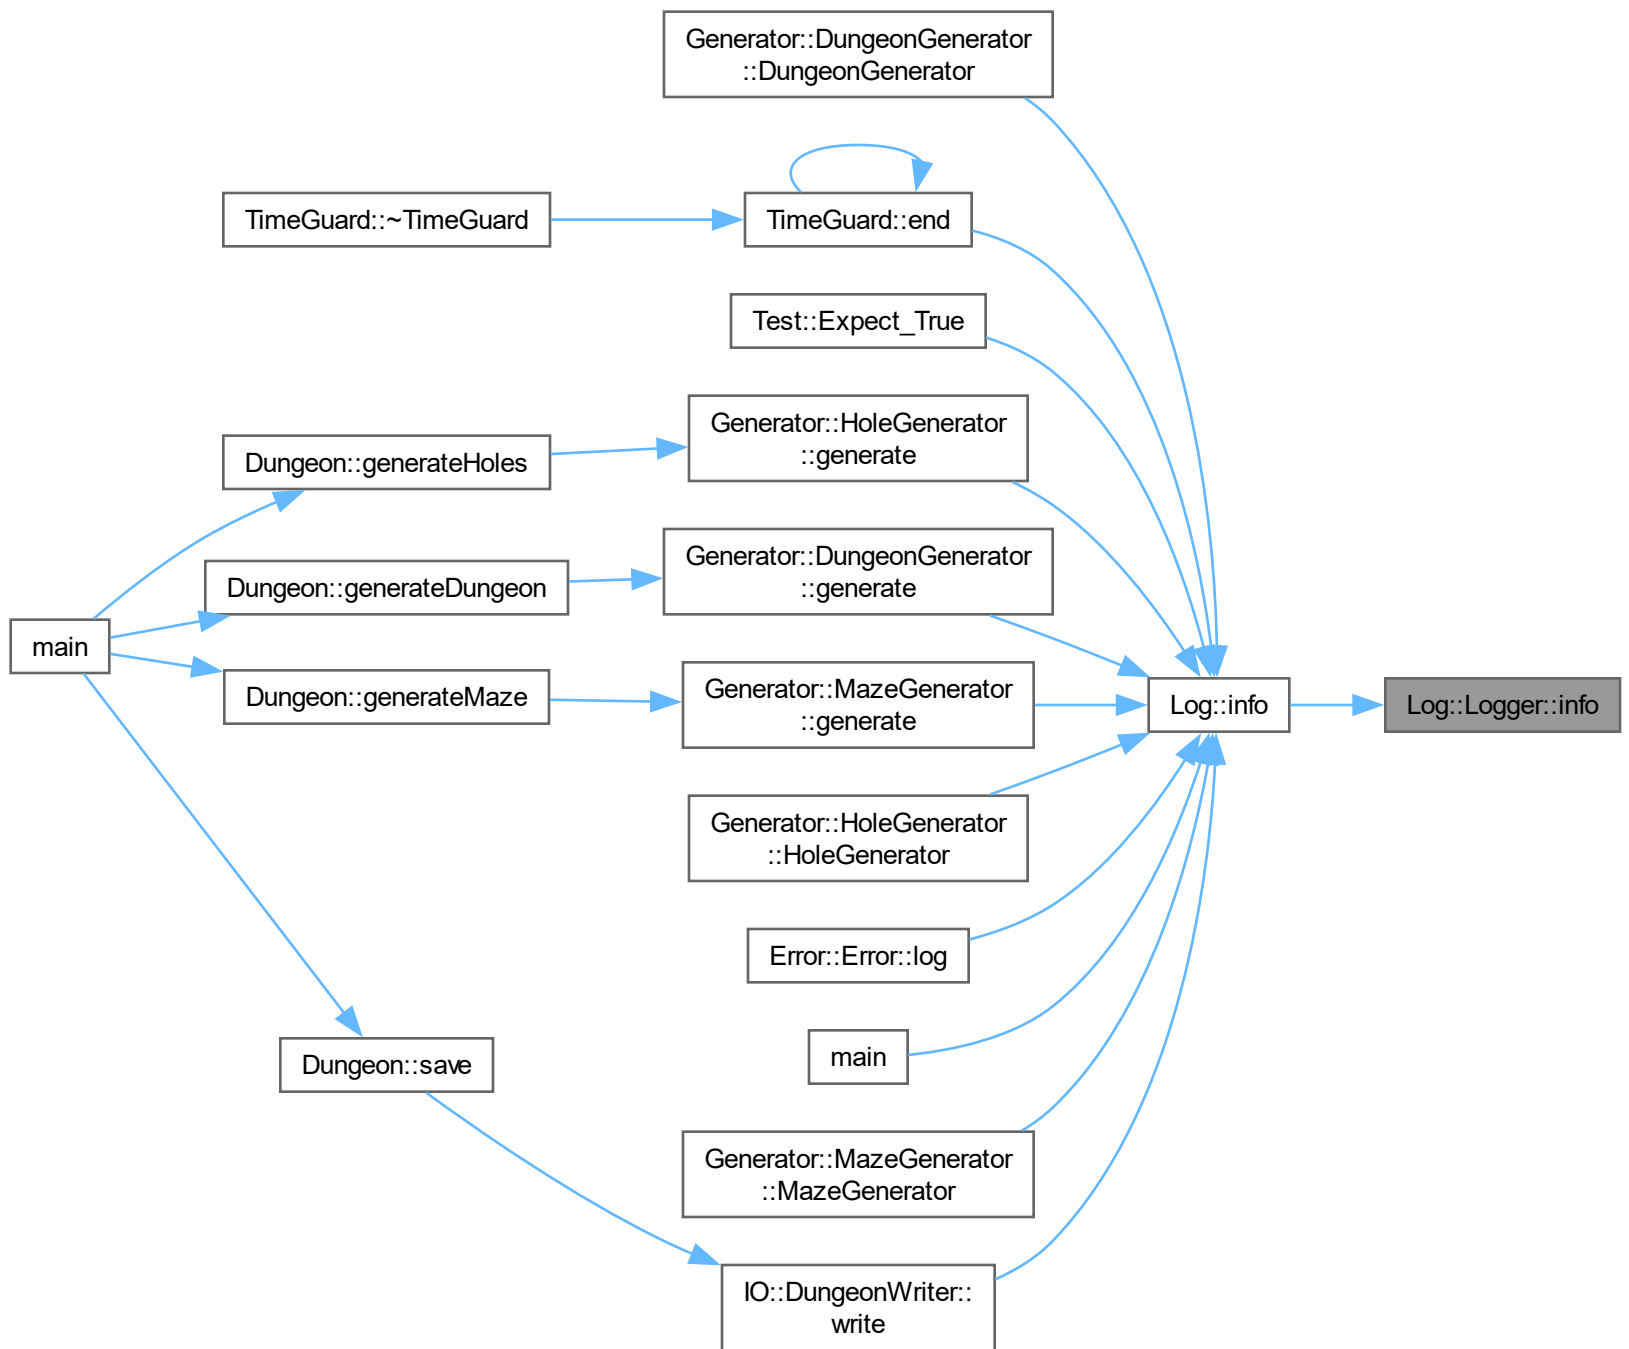 Generator::DungeonGenerator
::DungeonGenerator
TimeGuard::~TimeGuard
TimeGuard::end
Test::Expect_True
Generator::HoleGenerator
::generate
Dungeon::generateHoles
Generator::DungeonGenerator
::generate
Dungeon::generateDungeon
main
Dungeon::generateMaze
Generator::MazeGenerator
::generate
Log::info
Log::Logger::info
Generator::HoleGenerator
::HoleGenerator
Error::Error::log
main
Dungeon::save
Generator::MazeGenerator
::MazeGenerator
IO::DungeonWriter::
write